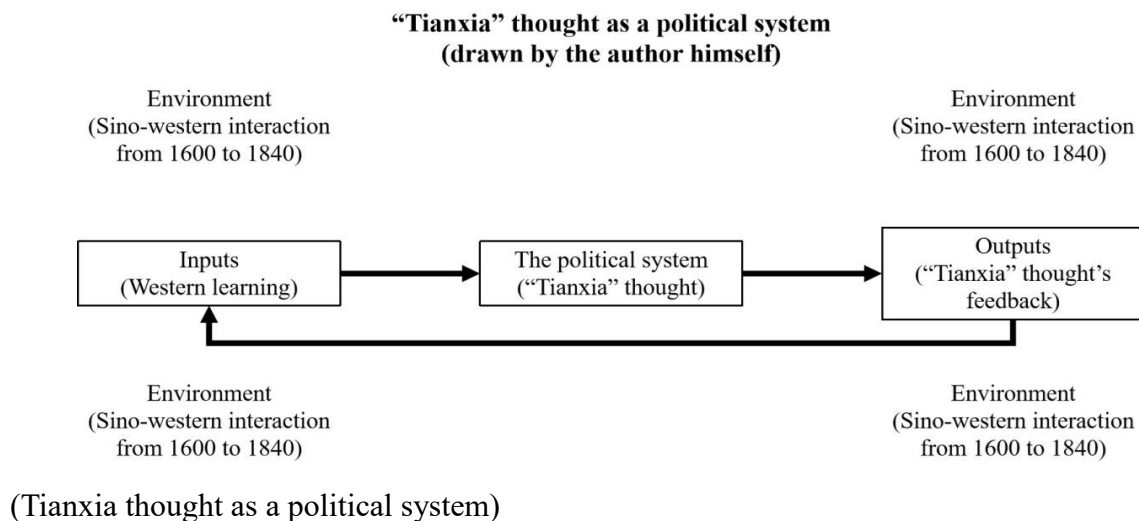 “Tianxia” thought as a political system
(drawn by the author himself)
Environment
(Sino-western interaction
from 1600 to 1840)
Environment
(Sino-western interaction
from 1600 to 1840)
Inputs
(Western learning)
The political system
(“Tianxia” thought)
Outputs
(“Tianxia” thought’s
feedback)
Environment
(Sino-western interaction
from 1600 to 1840)
Environment
(Sino-western interaction
from 1600 to 1840)
(Tianxia thought as a political system)